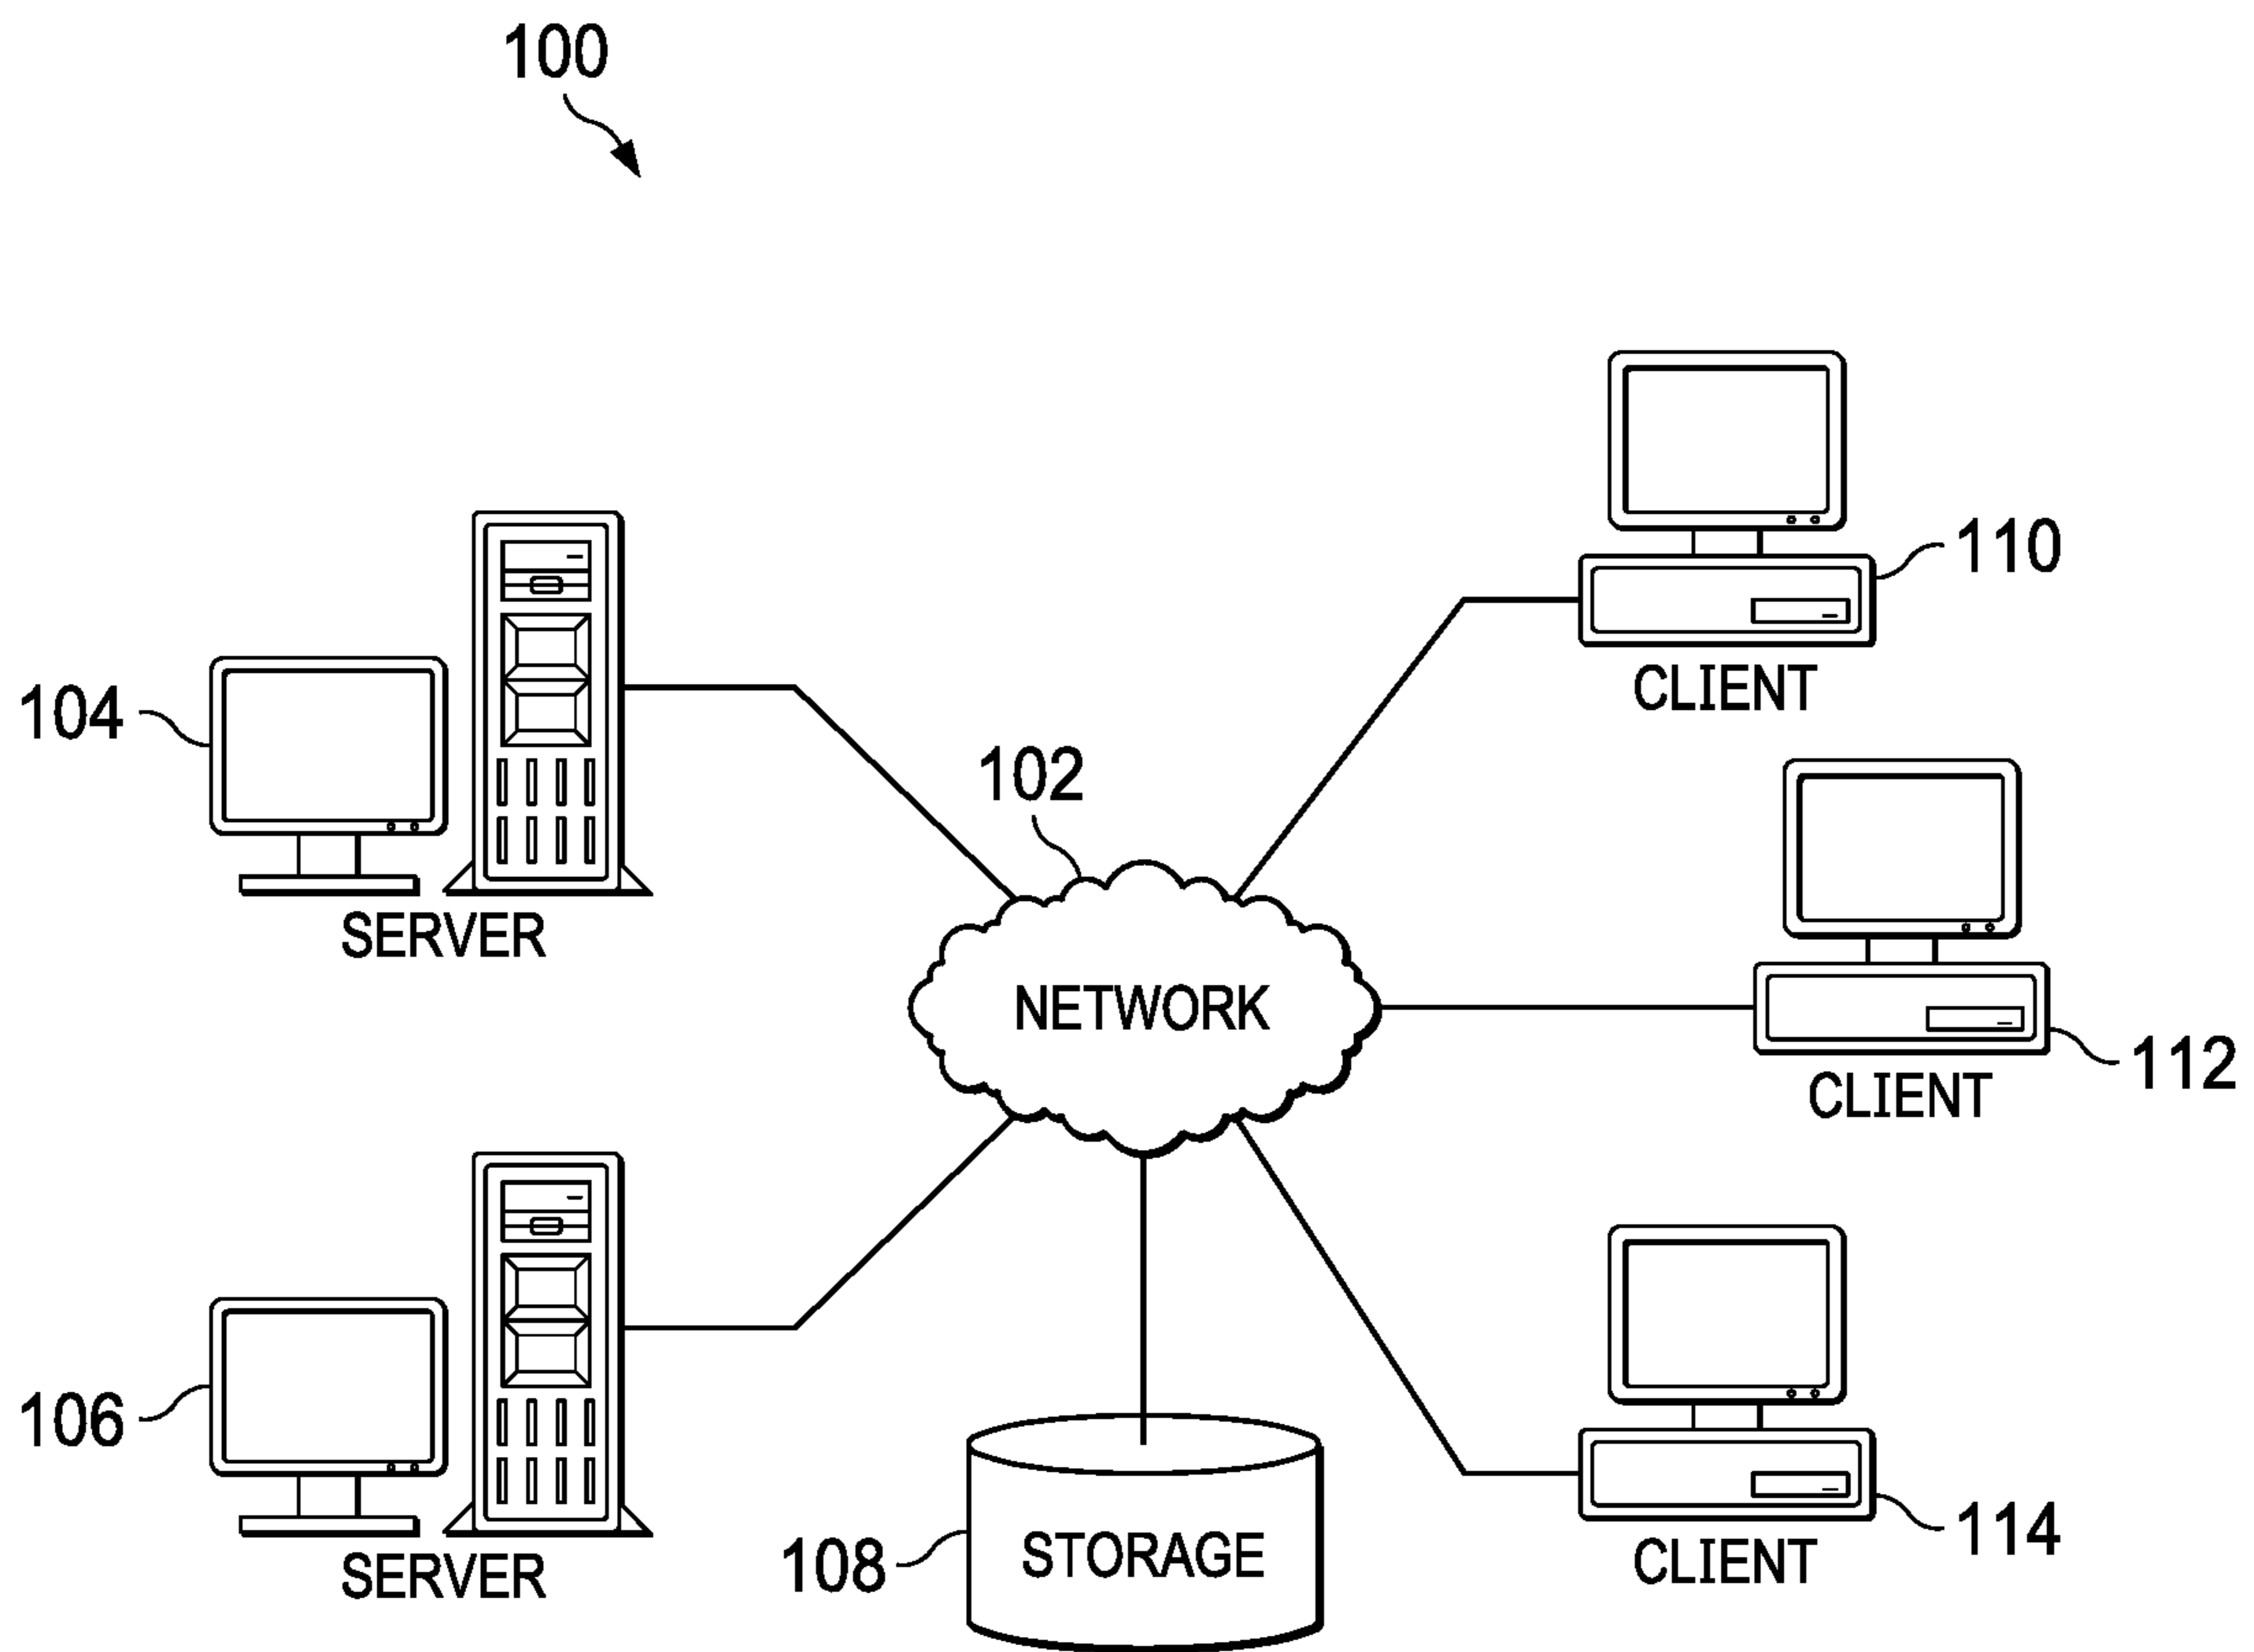 100
110
CLIENT
104
SERVER
102
NETWORK
112
CLIENT
106
SERVER
108
STORAGE
114
CLIENT